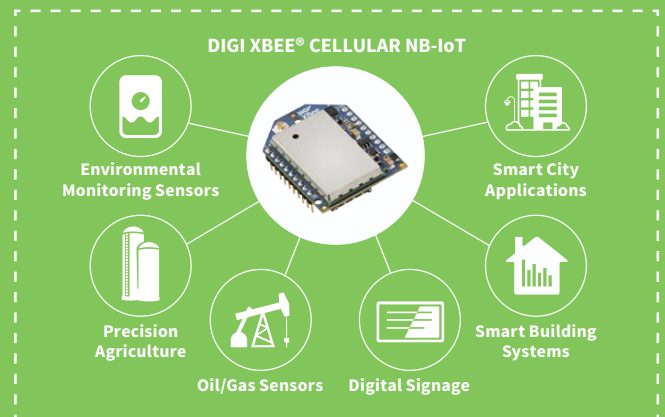 DIGI XBEE® CELLULAR NB-IoT
Environmental
Monitoring Sensors
Smart City
Applications
Precision
Agriculture
Smart Building
Systems
Oil/Gas Sensors
Digital Signage